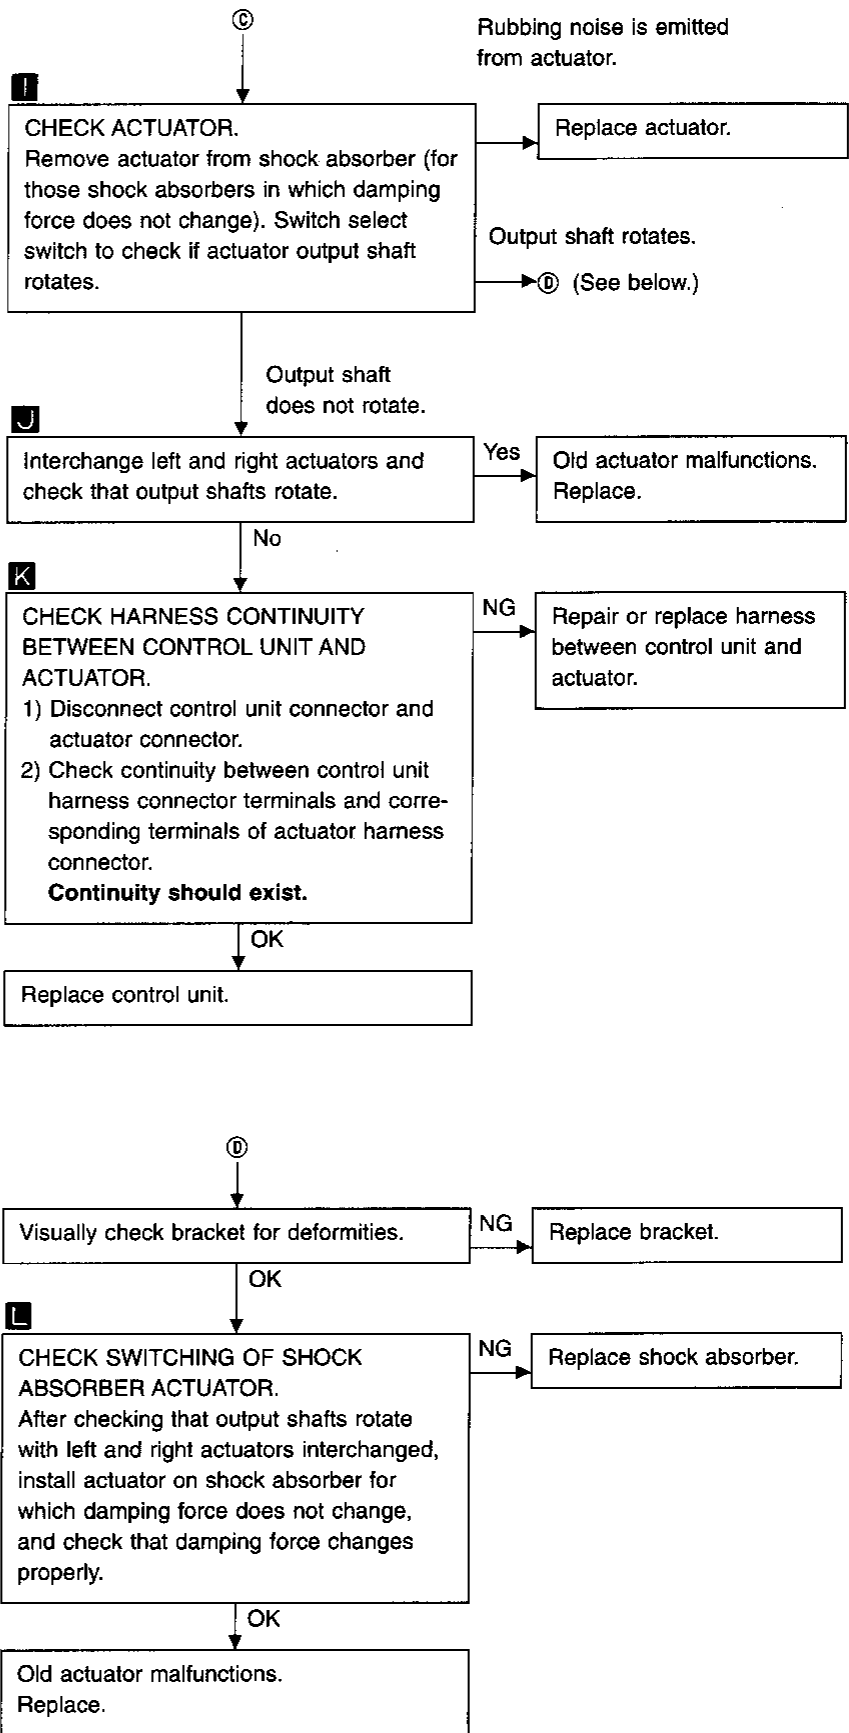 Ⓒ
Rubbing noise is emitted
from actuator.
I
CHECK ACTUATOR.
Remove actuator from shock absorber (for
those shock absorbers in which damping
force does not change). Switch select
switch to check if actuator output shaft
rotates.
Replace actuator.
Output shaft rotates.
Ⓓ (See below.)
Output shaft
does not rotate.
J
Interchange left and right actuators and
check that output shafts rotate.
Yes
Old actuator malfunctions.
Replace.
No
K
CHECK HARNESS CONTINUITY
BETWEEN CONTROL UNIT AND
ACTUATOR.
1) Disconnect control unit connector and
actuator connector.
2) Check continuity between control unit
harness connector terminals and corre-
sponding terminals of actuator harness
connector.
Continuity should exist.
NG
Repair or replace harness
between control unit and
actuator.
OK
Replace control unit.
Ⓓ
Visually check bracket for deformities.
NG
Replace bracket.
OK
L
CHECK SWITCHING OF SHOCK
ABSORBER ACTUATOR.
After checking that output shafts rotate
with left and right actuators interchanged,
install actuator on shock absorber for
which damping force does not change,
and check that damping force changes
properly.
NG
Replace shock absorber.
OK
Old actuator malfunctions.
Replace.